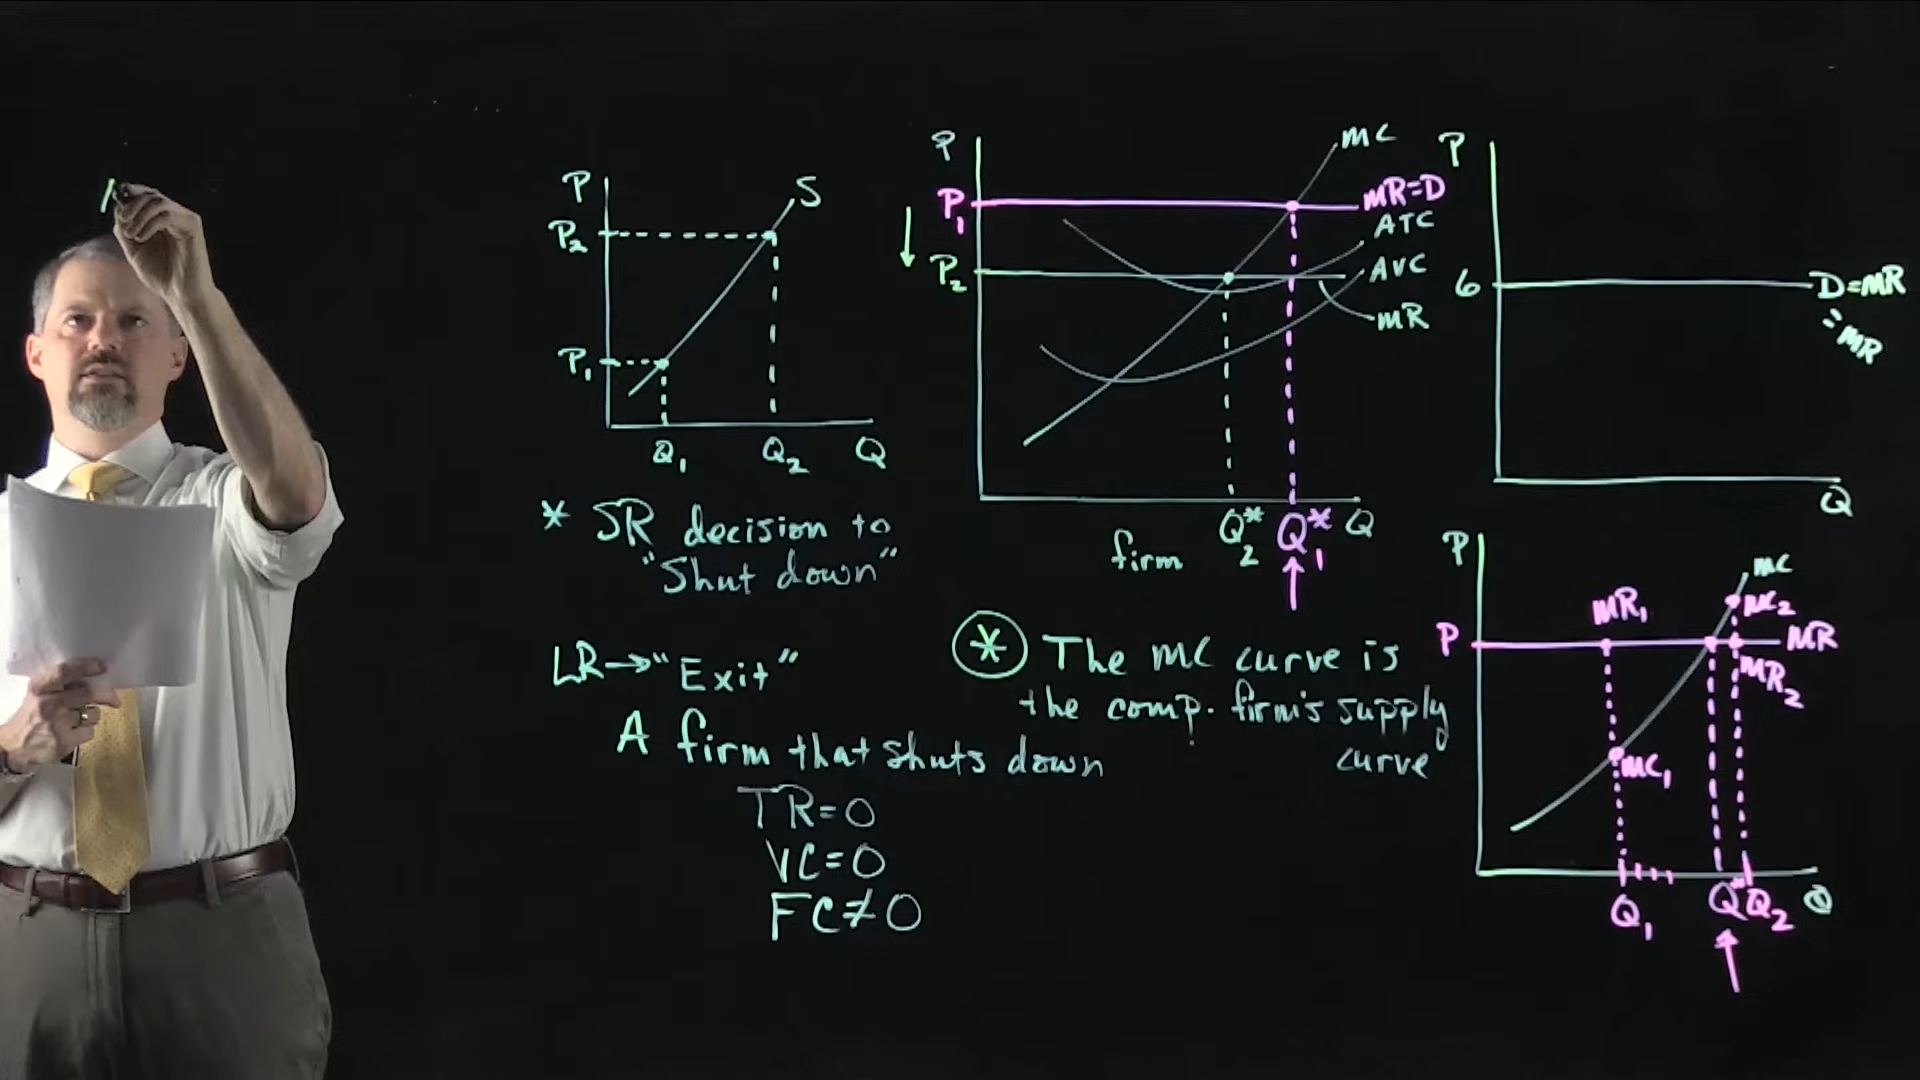 P
S
P₂
P₁
Q₁ Q₂ Q
* SR decision to
"Shut down"
LR→"Exit"
A firm that shuts down
TR=0
VC=0
FC≠0
P
MC
P₁
MR=D
ATC
P₂
AVC
MR
Q₂* Q₁* Q
firm
* The MC curve is
the comp. firm's supply
curve
P
6
D=MR
=MR
Q
P
MC
MR₁
MC₂
P
MR
MR₂
MC₁
Q₁ Q* Q₂ Q